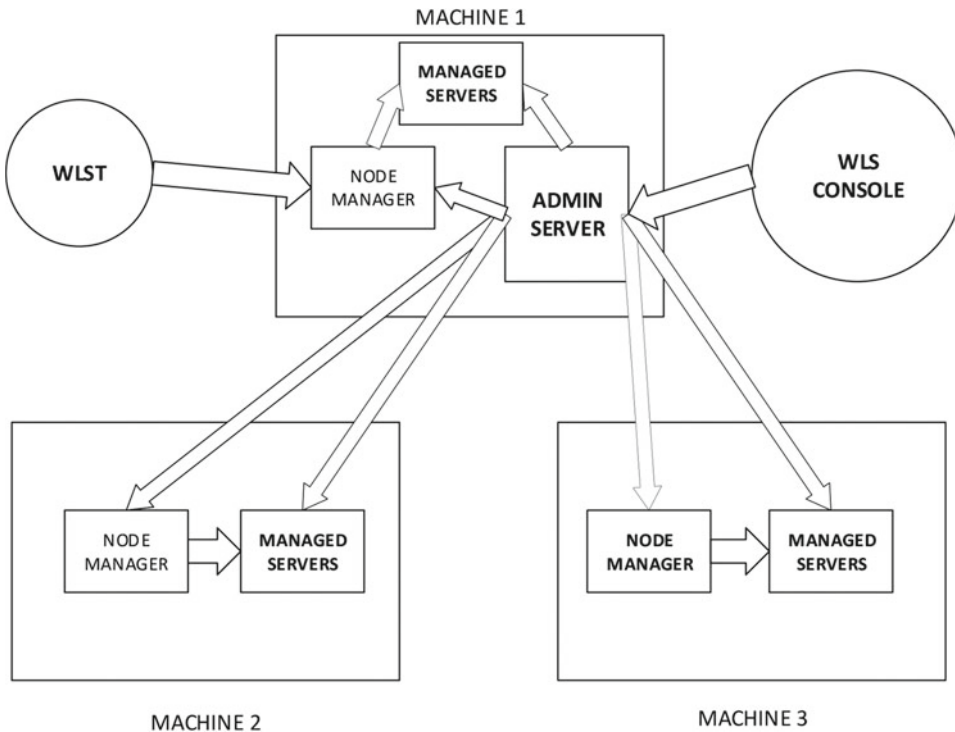 MACHINE 1
MANAGED
SERVERS
WLST
NODE
MANAGER
ADMIN
SERVER
WLS
CONSOLE
NODE
MANAGER
MANAGED
SERVERS
NODE
MANAGER
MANAGED
SERVERS
MACHINE 2
MACHINE 3